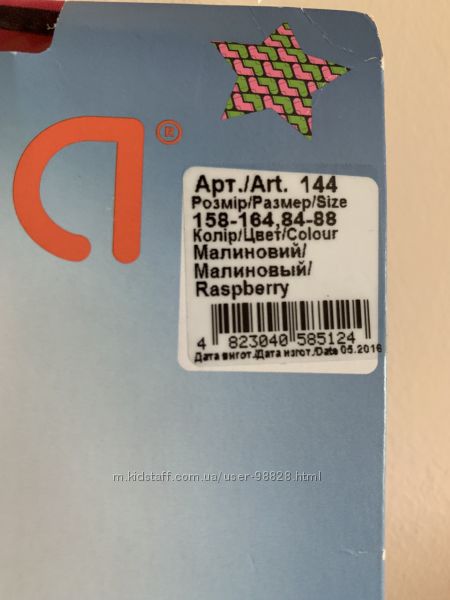 a®
Арт./Art. 144
Розмір/Размер/Size
158-164,84-88
Колір/Цвет/Colour
Малиновий/
Малиновый/
Raspberry
4 823040 585124
Дата вигот./Дата изгот./Date 05.2016
m.kidstaff.com.ua/user-98828.html